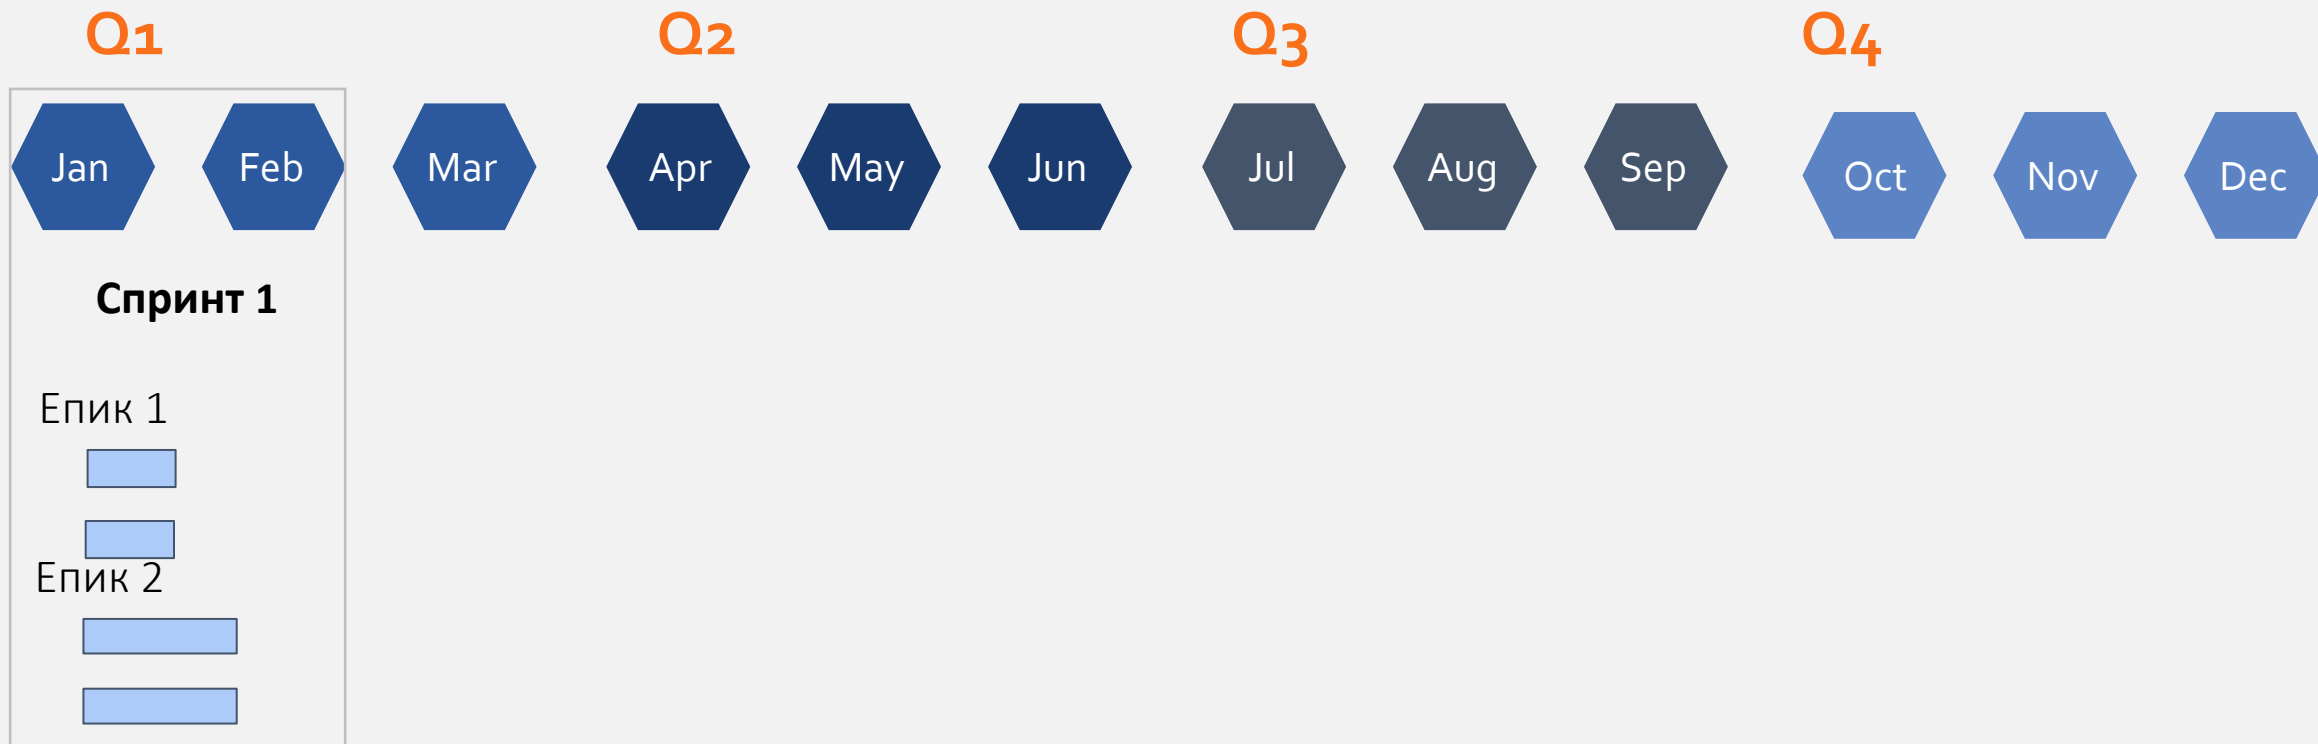 Q1 Q2 Q3 Q4
Jan Feb Mar Apr May Jun Jul Aug Sep Oct Nov Dec
Спринт 1
Епик 1
Епик 2